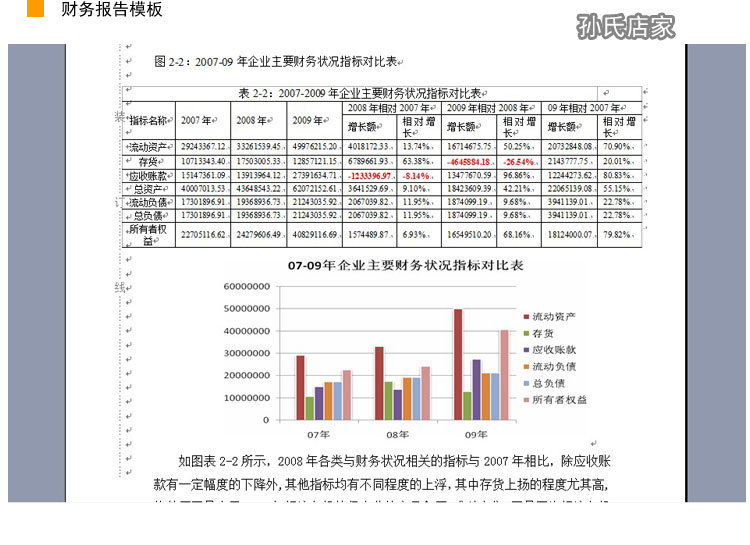 财务报告模板
孙氏店家
图 2-2：2007-09 年企业主要财务状况指标对比表
表 2-2：2007-2009 年企业主要财务状况指标对比表
指标名称 2007 年 2008 年 2009 年 2008 年相对 2007 年 2009 年相对 2008 年 09 年相对 2007 年
增长额 相对增长 增长额 相对增长 增长额 相对增长
流动资产 29243367.12 33261539.45 49976215.20 4018172.33 13.74% 16714675.75 50.25% 20732848.08 70.90%
存货 10713343.40 17503005.33 12857121.15 6789661.93 63.38% -4645884.18 -26.54% 2143777.75 20.01%
应收账款 15147361.09 13913964.12 27391634.71 -1233396.97 -8.14% 13477670.59 96.86% 12244273.62 80.83%
总资产 40007013.53 43648543.22 62072152.61 3641529.69 9.10% 18423609.39 42.21% 22065139.08 55.15%
流动负债 17301896.91 19368936.73 21243035.92 2067039.82 11.95% 1874099.19 9.68% 3941139.01 22.78%
总负债 17301896.91 19368936.73 21243035.92 2067039.82 11.95% 1874099.19 9.68% 3941139.01 22.78%
所有者权益 22705116.62 24279606.49 40829116.69 1574489.87 6.93% 16549510.20 68.16% 18124000.07 79.82%
装
订
线
07-09年企业主要财务状况指标对比表
60000000
50000000
40000000
30000000
20000000
10000000
0
07年 08年 09年
流动资产
存货
应收账款
流动负债
总负债
所有者权益
如图表 2-2 所示，2008 年各类与财务状况相关的指标与 2007 年相比，除应收账
款有一定幅度的下降外，其他指标均有不同程度的上浮，其中存货上扬的程度尤其高，